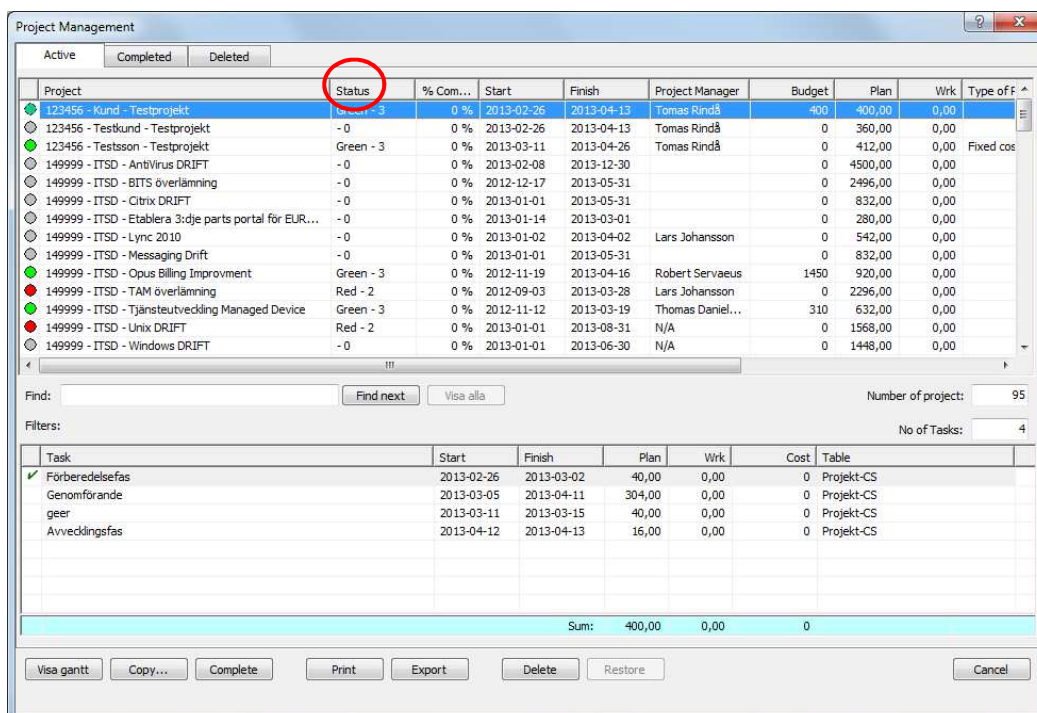 Project Management
Active Completed Deleted
Project Status % Com... Start Finish Project Manager Budget Plan Wrk Type of F
123456 - Kund - Testprojekt Green - 3 0 % 2013-02-26 2013-04-13 Tomas Rindå 400 400,00 0,00
123456 - Testkund - Testprojekt - 0 0 % 2013-02-26 2013-04-13 Tomas Rindå 0 360,00 0,00
123456 - Testsson - Testprojekt Green - 3 0 % 2013-03-11 2013-04-26 Tomas Rindå 0 412,00 0,00 Fixed cos
149999 - ITSD - AntiVirus DRIFT - 0 0 % 2013-02-08 2013-12-30 0 4500,00 0,00
149999 - ITSD - BITS överlämning - 0 0 % 2012-12-17 2013-05-31 0 2496,00 0,00
149999 - ITSD - Citrix DRIFT - 0 0 % 2013-01-01 2013-05-31 0 832,00 0,00
149999 - ITSD - Etablera 3:dje parts portal för EUR... - 0 0 % 2013-01-14 2013-03-01 0 280,00 0,00
149999 - ITSD - Lync 2010 - 0 0 % 2013-01-02 2013-04-02 Lars Johansson 0 542,00 0,00
149999 - ITSD - Messaging Drift - 0 0 % 2013-01-01 2013-05-31 0 832,00 0,00
149999 - ITSD - Opus Billing Improvment Green - 3 0 % 2012-11-19 2013-04-16 Robert Servaeus 1450 920,00 0,00
149999 - ITSD - TAM överlämning Red - 2 0 % 2012-09-03 2013-03-28 Lars Johansson 0 2296,00 0,00
149999 - ITSD - Tjänsteutveckling Managed Device Green - 3 0 % 2012-11-12 2013-03-19 Thomas Daniel... 310 632,00 0,00
149999 - ITSD - Unix DRIFT Red - 2 0 % 2013-01-01 2013-08-31 N/A 0 1568,00 0,00
149999 - ITSD - Windows DRIFT - 0 0 % 2013-01-01 2013-06-30 N/A 0 1448,00 0,00
Find: Find next Visa alla Number of project: 95
Filters: No of Tasks: 4
Task Start Finish Plan Wrk Cost Table
Förberedelsefas 2013-02-26 2013-03-02 40,00 0,00 0 Projekt-CS
Genomförande 2013-03-05 2013-04-11 304,00 0,00 0 Projekt-CS
geer 2013-03-11 2013-03-15 40,00 0,00 0 Projekt-CS
Avvecklingsfas 2013-04-12 2013-04-13 16,00 0,00 0 Projekt-CS
Sum: 400,00 0,00 0
Visa gantt Copy... Complete Print Export Delete Restore Cancel